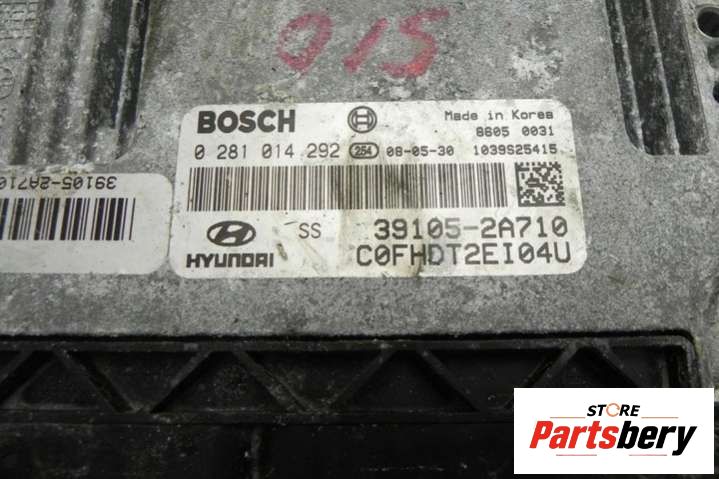 015
BOSCH Made in Korea
8605 0031
0 281 014 292 254 08-05-30 1039S25415
39105-2A710
SS 39105-2A710
HYUNDAI C0FHDT2EI04U
STORE
Partsbery